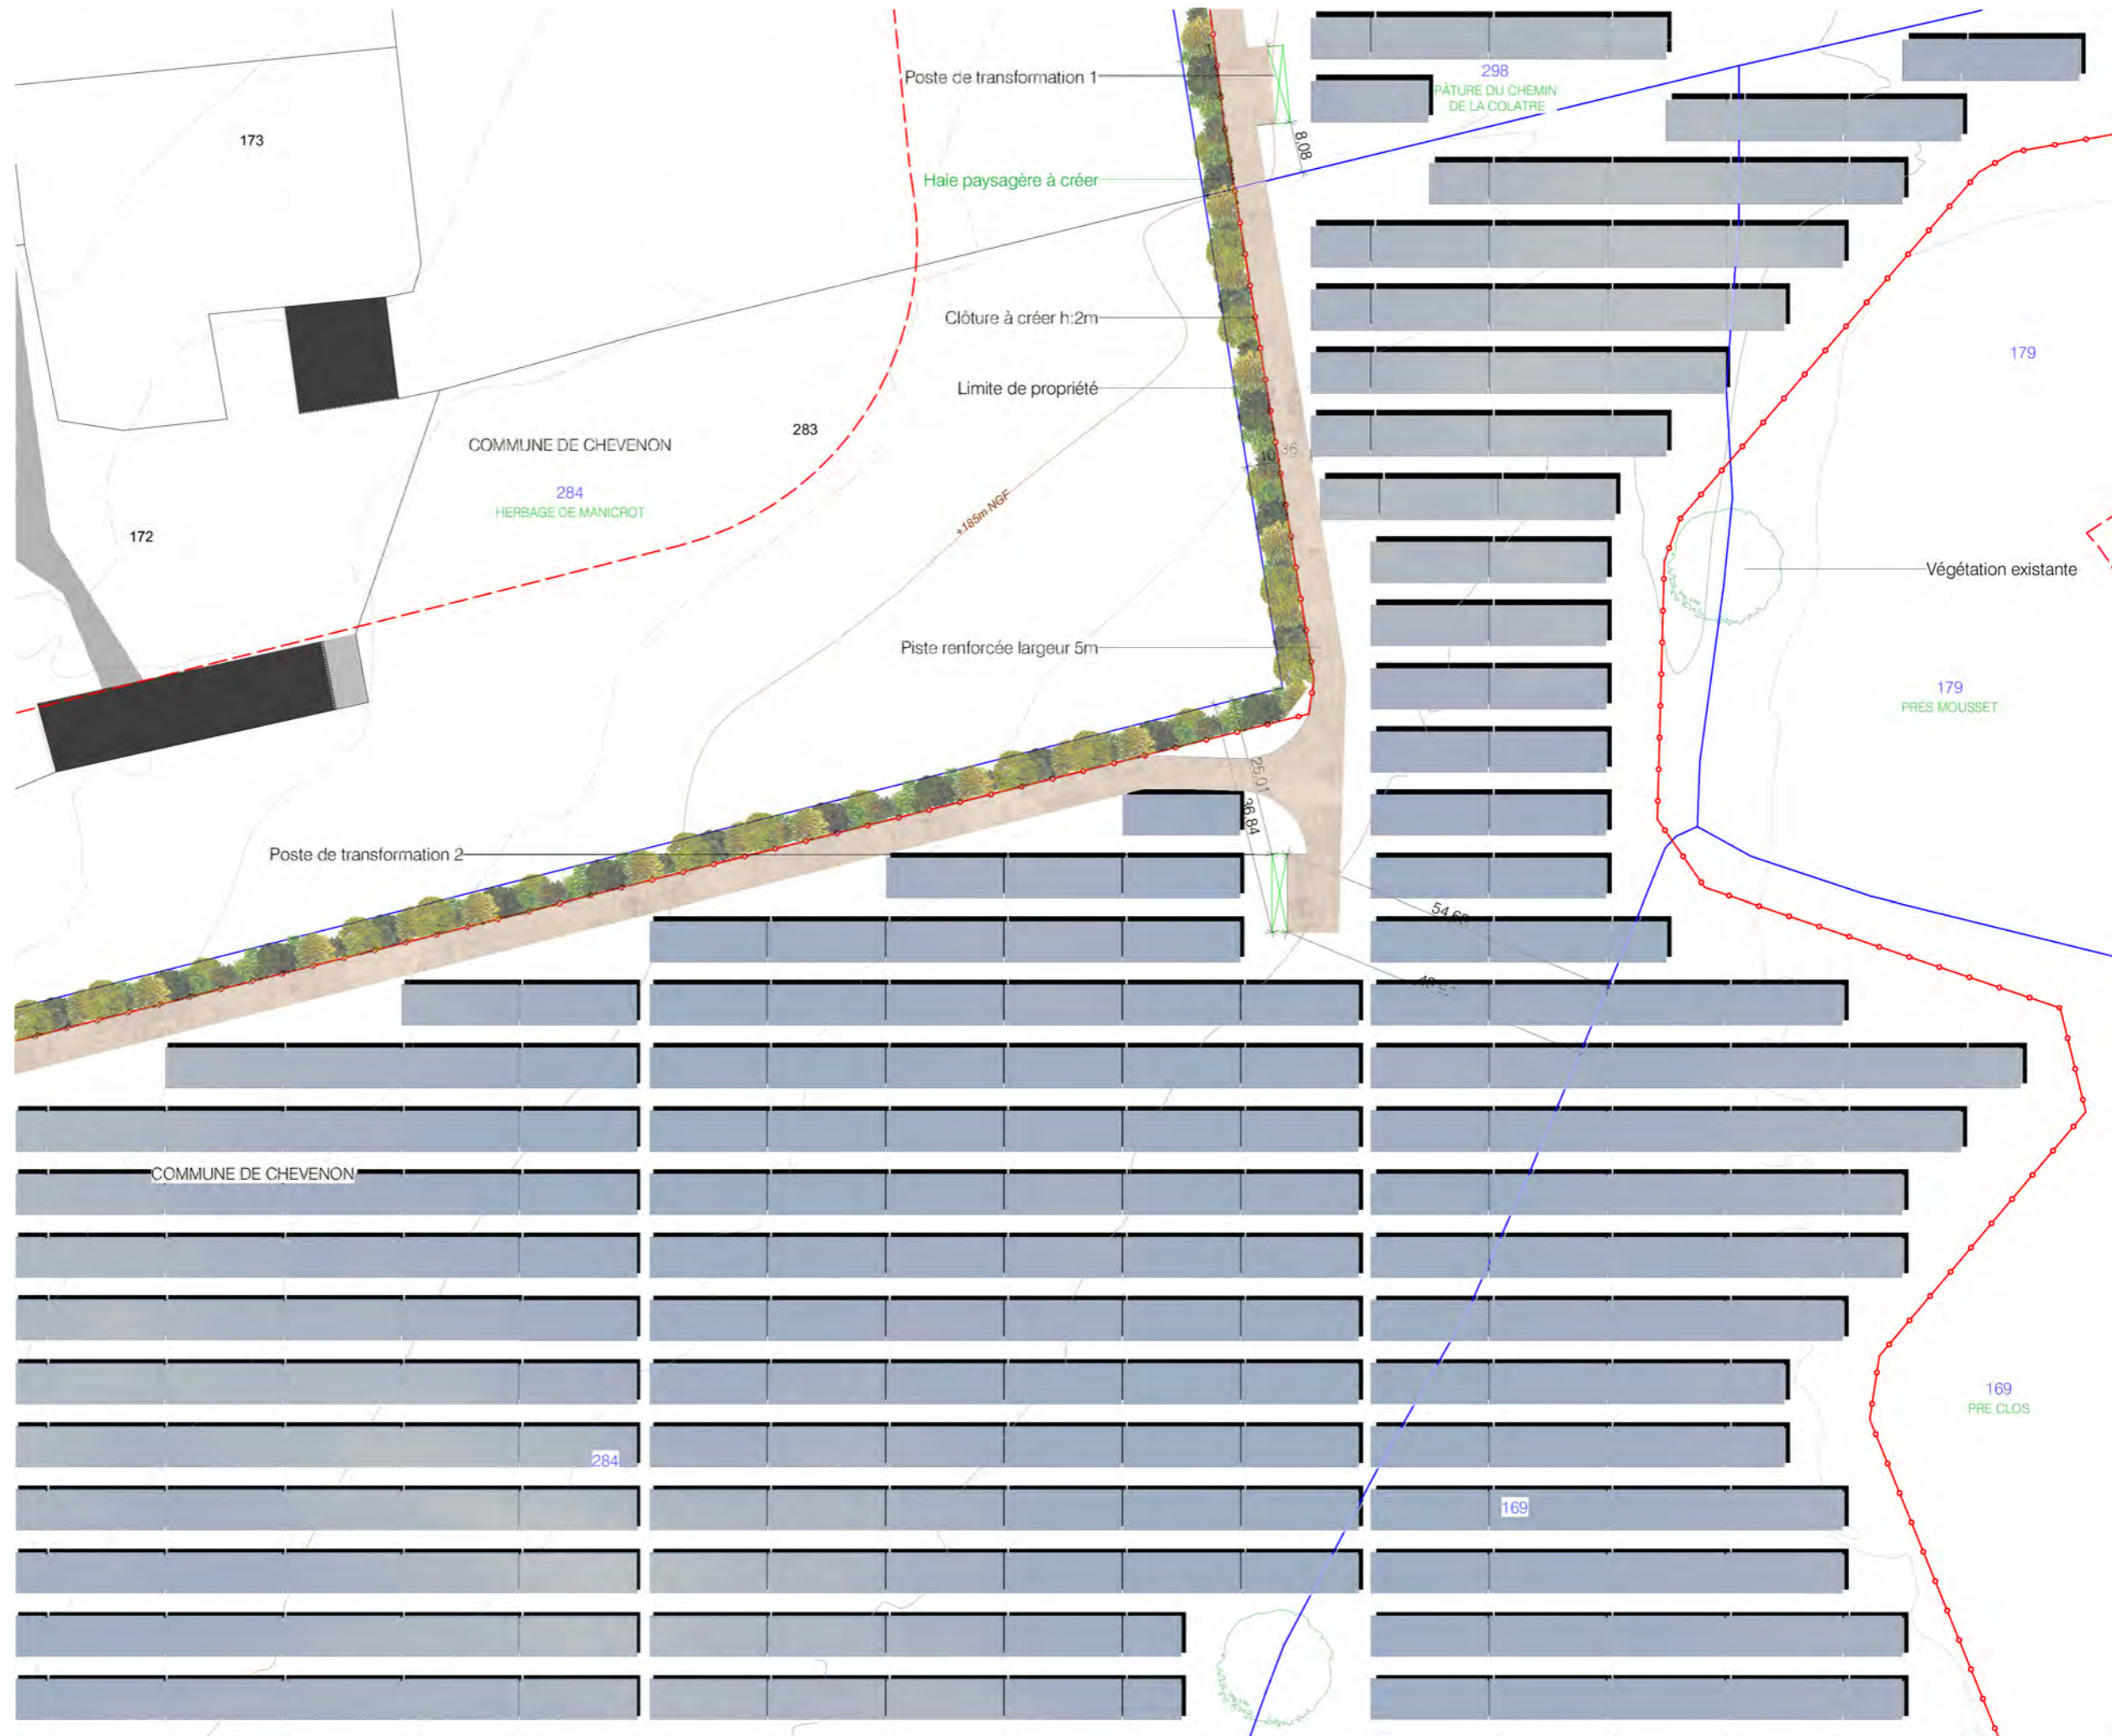 Poste de transformation 1
298
PÂTURE DU CHEMIN
DE LA COLATRE
173
8,08
Haie paysagère à créer
Clôture à créer h:2m
179
Limite de propriété
283
COMMUNE DE CHEVENON
10,36
284
HERBAGE DE MANICROT
+185m NGF
172
Végétation existante
Piste renforcée largeur 5m
179
PRES MOUSSET
25,01
36,84
Poste de transformation 2
COMMUNE DE CHEVENON
169
PRE CLOS
284
169